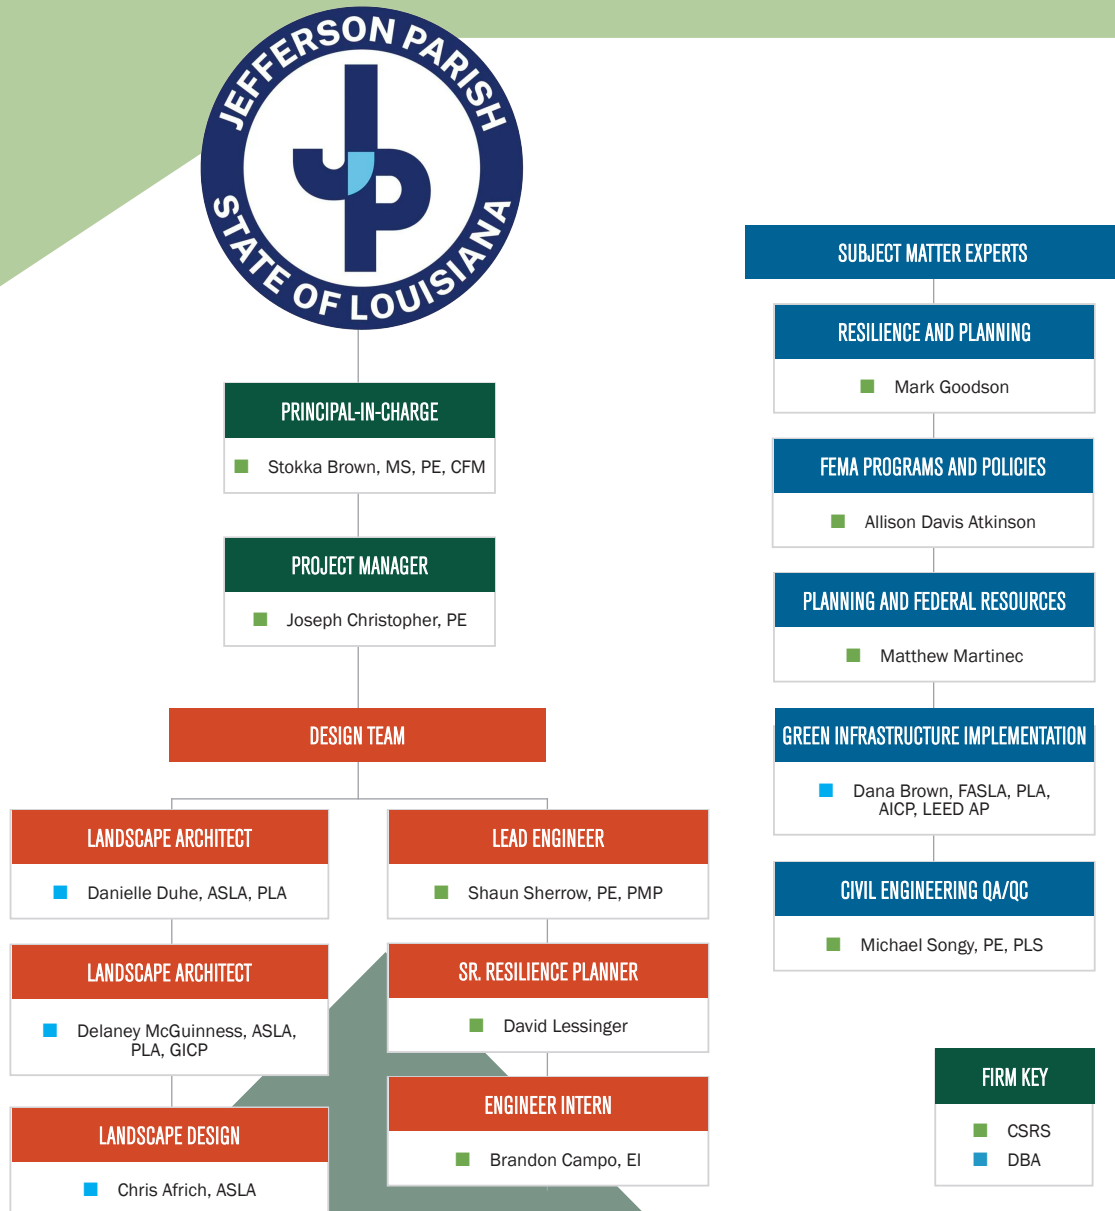 JEFFERSON PARISH
JP
STATE OF LOUISIANA
PRINCIPAL-IN-CHARGE
Stokka Brown, MS, PE, CFM
PROJECT MANAGER
Joseph Christopher, PE
DESIGN TEAM
LANDSCAPE ARCHITECT
Danielle Duhe, ASLA, PLA
LANDSCAPE ARCHITECT
Delaney McGuinness, ASLA,
PLA, GICP
LANDSCAPE DESIGN
Chris Africh, ASLA
LEAD ENGINEER
Shaun Sherrow, PE, PMP
SR. RESILIENCE PLANNER
David Lessinger
ENGINEER INTERN
Brandon Campo, EI
SUBJECT MATTER EXPERTS
RESILIENCE AND PLANNING
Mark Goodson
FEMA PROGRAMS AND POLICIES
Allison Davis Atkinson
PLANNING AND FEDERAL RESOURCES
Matthew Martinec
GREEN INFRASTRUCTURE IMPLEMENTATION
Dana Brown, FASLA, PLA,
AICP, LEED AP
CIVIL ENGINEERING QA/QC
Michael Songy, PE, PLS
FIRM KEY
CSRS
DBA